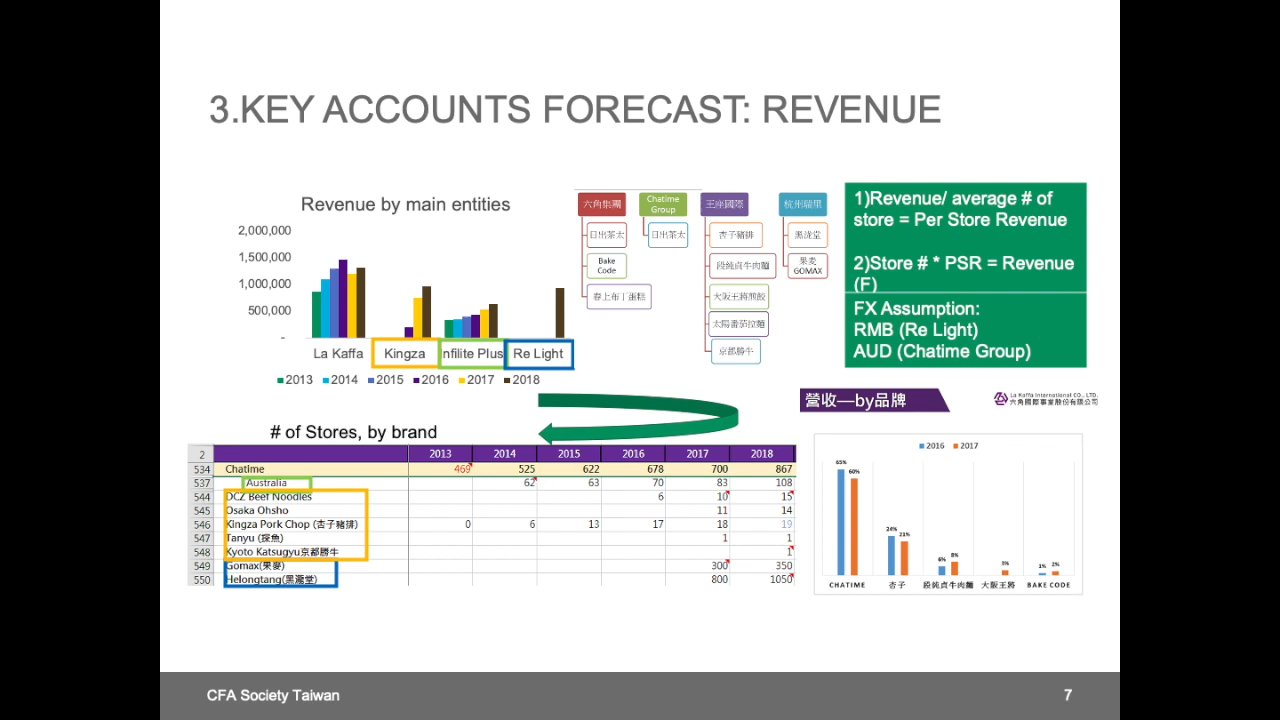 3.KEY ACCOUNTS FORECAST: REVENUE
Revenue by main entities
2,000,000
1,500,000
1,000,000
500,000
-
La Kaffa
Kingza
nfilite Plus
Re Light
2013 2014 2015 2016 2017 2018
六角集團
日出茶太
Bake
Code
春上布丁蛋糕
Chatime
Group
日出茶太
王座國際
杏子豬排
段純貞牛肉麵
大阪王將煎餃
太陽番茄拉麵
京都勝牛
黑瀧堂
果麦
GOMAX
1)Revenue/ average # of
store = Per Store Revenue
2)Store # * PSR = Revenue
(F)
FX Assumption:
RMB (Re Light)
AUD (Chatime Group)
# of Stores, by brand
2 2013 2014 2015 2016 2017 2018
534 Chatime 469 525 622 678 700 867
537 Australia 62 63 70 83 108
544 DCZ Beef Noodles 6 10 15
545 Osaka Ohsho 11 14
546 Kingza Pork Chop (杏子豬排) 0 6 13 17 18 19
547 Tanyu (探魚) 1 1
548 Kyoto Katsugyu京都勝牛 1
549 Gomax(果麥) 300 350
550 Helongtang(黑瀧堂) 800 1050
營收—by品牌
La Kaffa International CO., LTD.
六角國際事業股份有限公司
2016 2017
65% 60%
24% 21%
6% 8%
3%
1% 2%
CHATIME 杏子 段純貞牛肉麵 大阪王將 BAKE CODE
CFA Society Taiwan
7